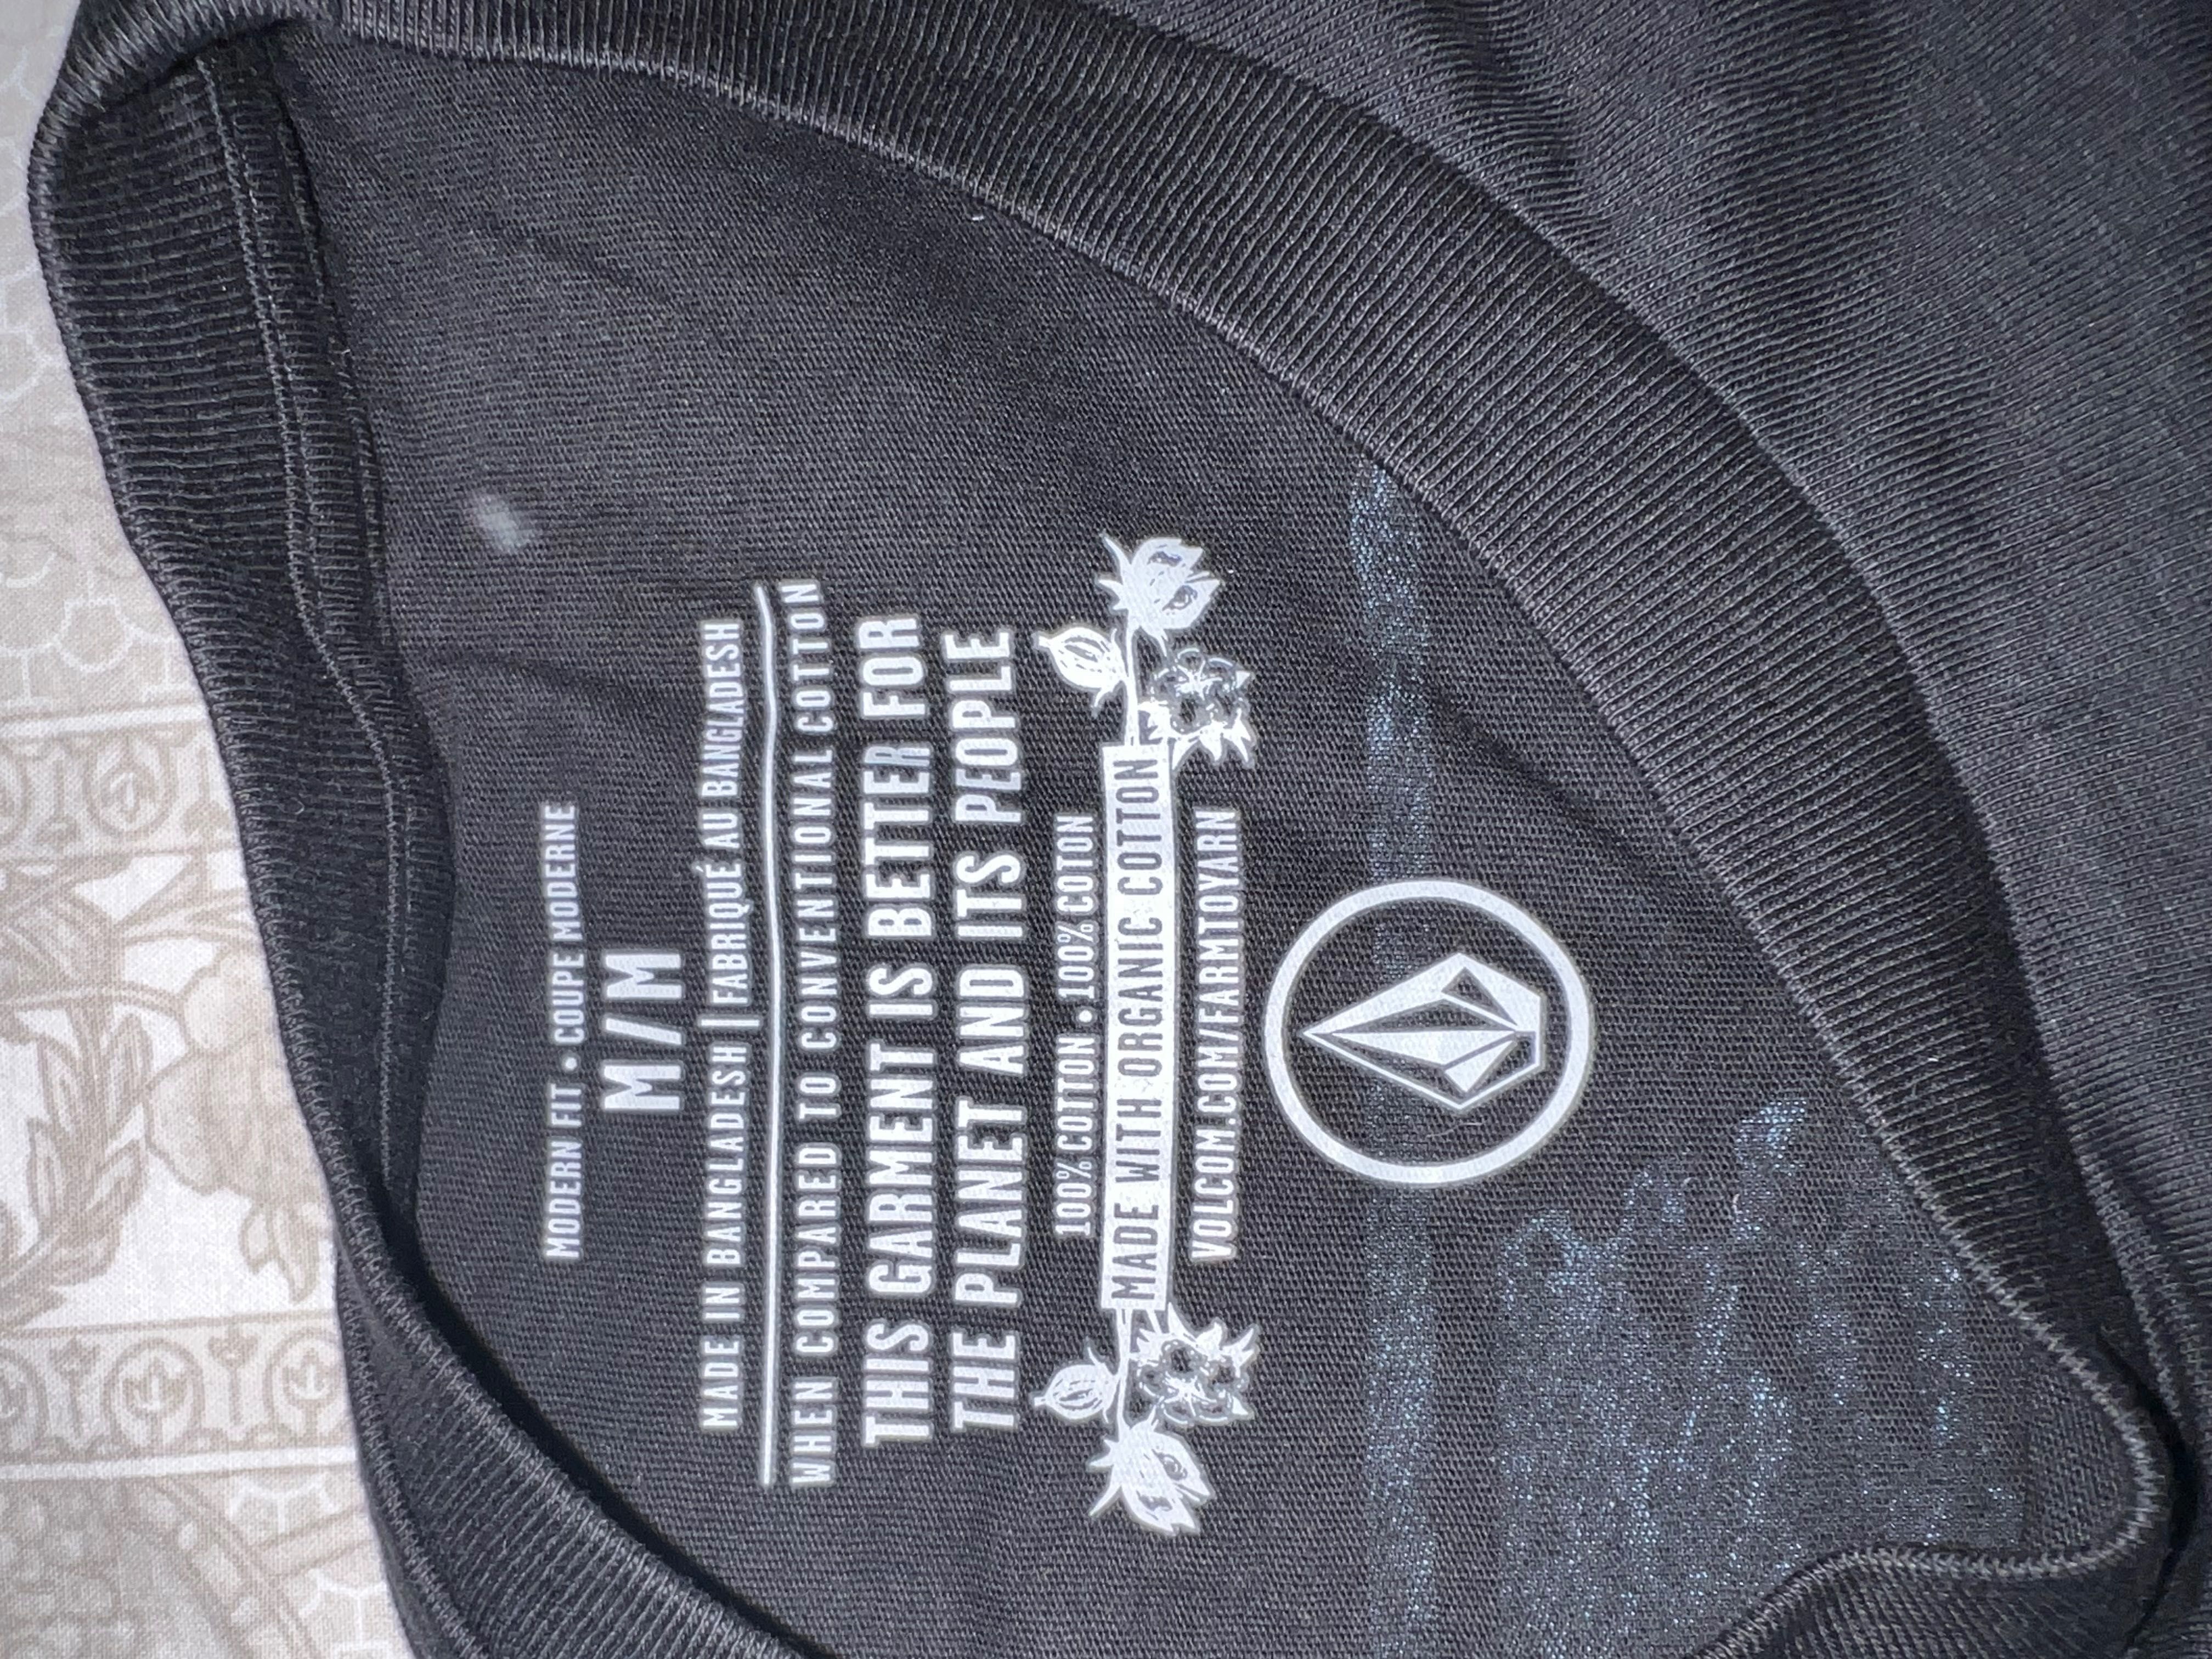 MODERN FIT • COUPE MODERNE
M/M
MADE IN BANGLADESH | FABRIQUÉ AU BANGLADESH
WHEN COMPARED TO CONVENTIONAL COTTON
THIS GARMENT IS BETTER FOR
THE PLANET AND ITS PEOPLE
100% COTTON • 100% COTON
MADE WITH ORGANIC COTTON
VOLCOM.COM/FARMTOYARN